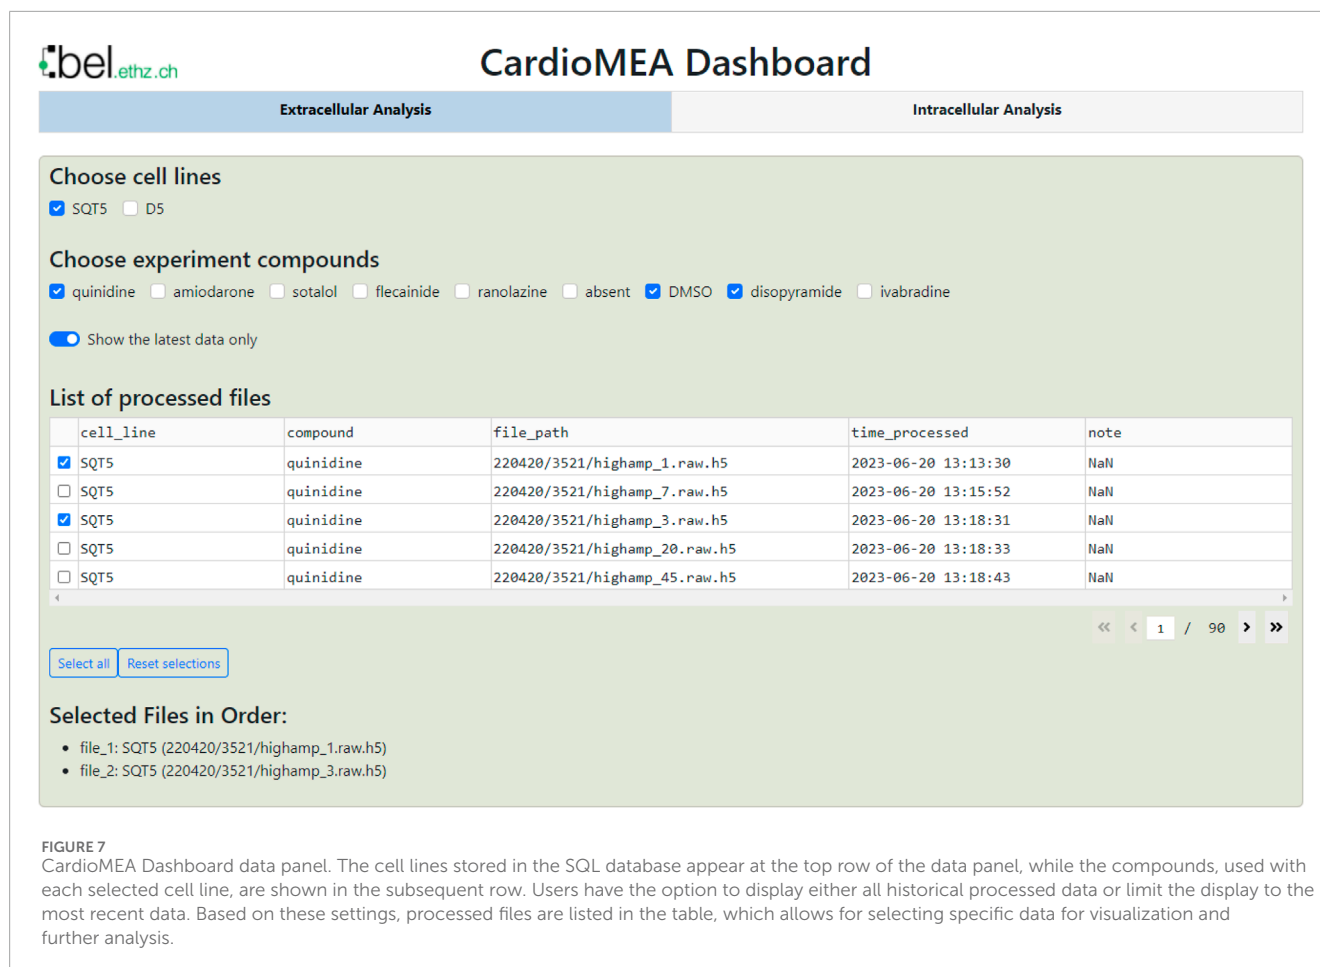 bel.ethz.ch
CardioMEA Dashboard
Extracellular Analysis Intracellular Analysis
Choose cell lines
SQT5 D5
Choose experiment compounds
quinidine amiodarone sotalol flecainide ranolazine absent DMSO disopyramide ivabradine
Show the latest data only
List of processed files
cell_line compound file_path time_processed note
SQT5 quinidine 220420/3521/highamp_1.raw.h5 2023-06-20 13:13:30 NaN
SQT5 quinidine 220420/3521/highamp_7.raw.h5 2023-06-20 13:15:52 NaN
SQT5 quinidine 220420/3521/highamp_3.raw.h5 2023-06-20 13:18:31 NaN
SQT5 quinidine 220420/3521/highamp_20.raw.h5 2023-06-20 13:18:33 NaN
SQT5 quinidine 220420/3521/highamp_45.raw.h5 2023-06-20 13:18:43 NaN
<< < 1 / 90 > >>
Select all Reset selections
Selected Files in Order:
• file_1: SQT5 (220420/3521/highamp_1.raw.h5)
• file_2: SQT5 (220420/3521/highamp_3.raw.h5)
FIGURE 7
CardioMEA Dashboard data panel. The cell lines stored in the SQL database appear at the top row of the data panel, while the compounds, used with
each selected cell line, are shown in the subsequent row. Users have the option to display either all historical processed data or limit the display to the
most recent data. Based on these settings, processed files are listed in the table, which allows for selecting specific data for visualization and
further analysis.